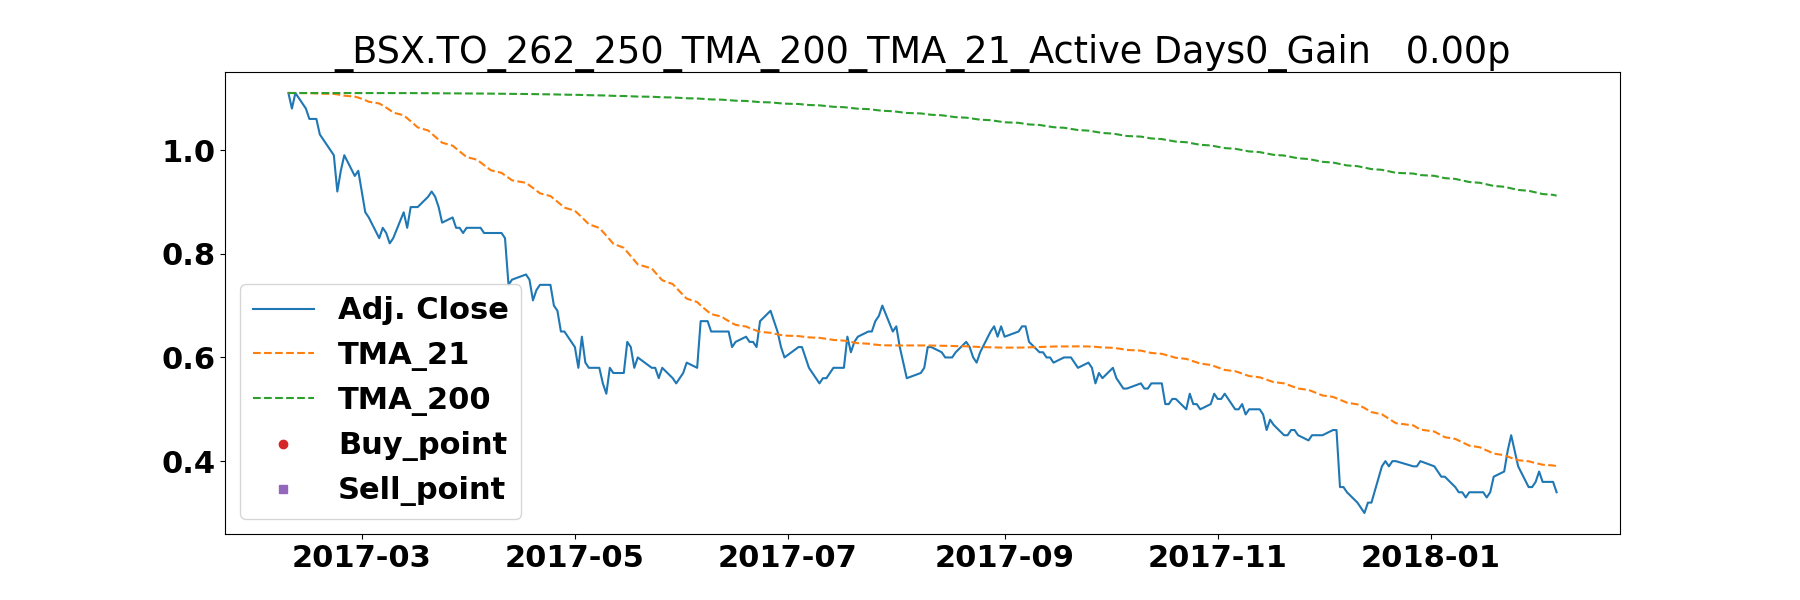 _BSX.TO_262_250_TMA_200_TMA_21_Active Days0_Gain   0.00p
1.0
0.8
0.6
0.4
Adj. Close
TMA_21
TMA_200
Buy_point
Sell_point
2017-03 2017-05 2017-07 2017-09 2017-11 2018-01